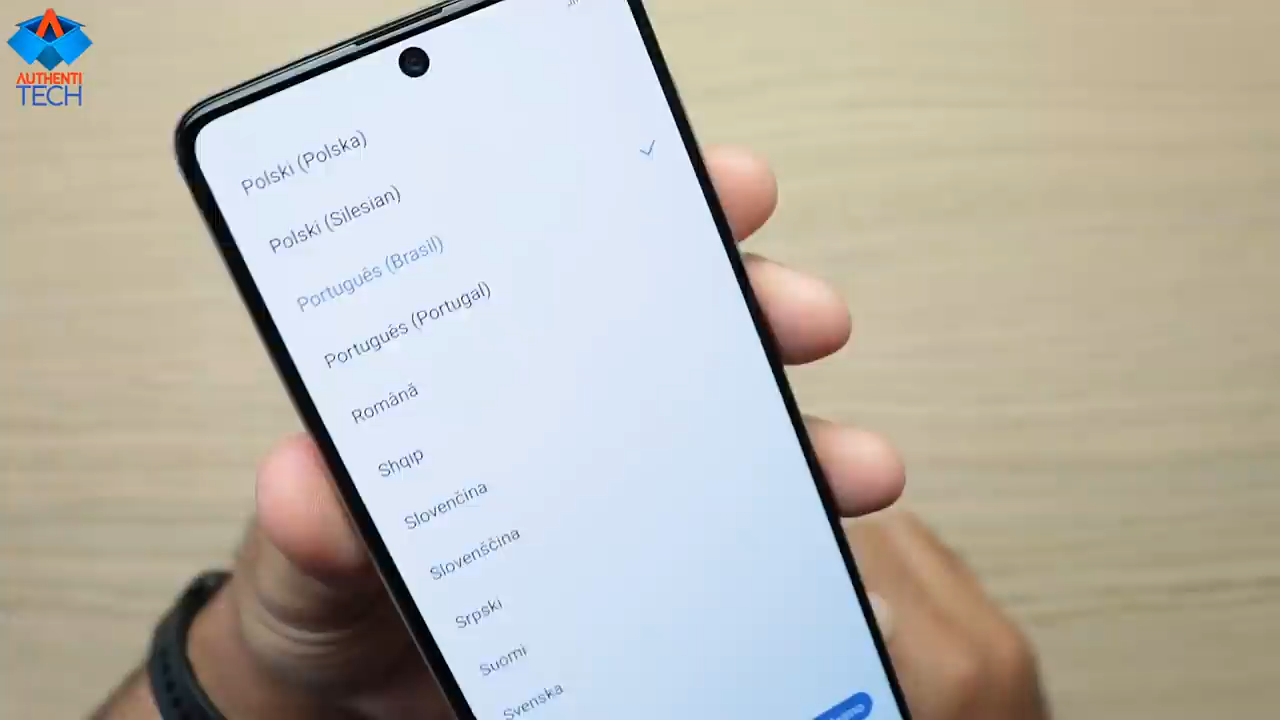 AUTHENTI
TECH
Polski (Polska)
Polski (Silesian)
Português (Brasil)
Português (Portugal)
Română
Shqip
Slovenčina
Slovenščina
Srpski
Suomi
Svenska